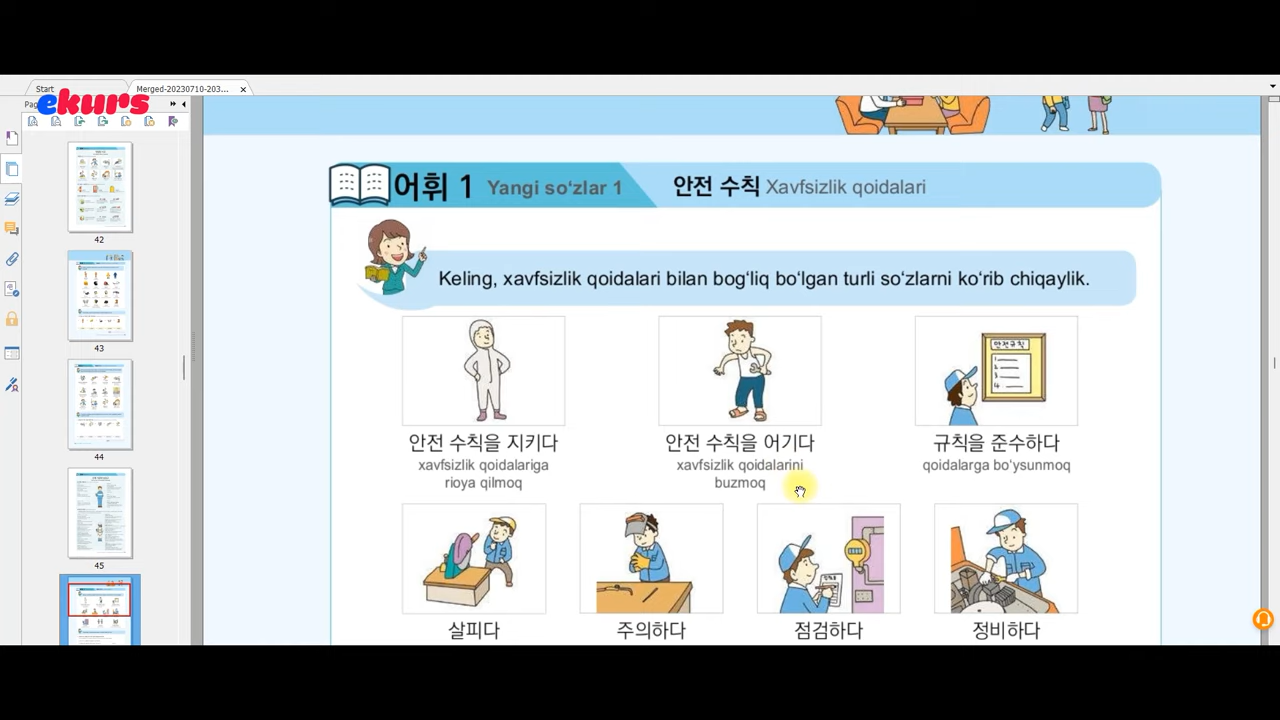 Start
Merged-20230710-203...
ekurs
42
43
44
45
어휘 1 Yangi so‘zlar 1 안전 수칙 Xavfsizlik qoidalari
Keling, xavfsizlik qoidalari bilan bog‘liq bo‘lgan turli so‘zlarni ko‘rib chiqaylik.
안전규칙
안전 수칙을 지키다 안전 수칙을 어기다 규칙을 준수하다
xavfsizlik qoidalariga xavfsizlik qoidalarini qoidalarga bo‘ysunmoq
rioya qilmoq buzmoq
살피다 주의하다 점검하다 정비하다